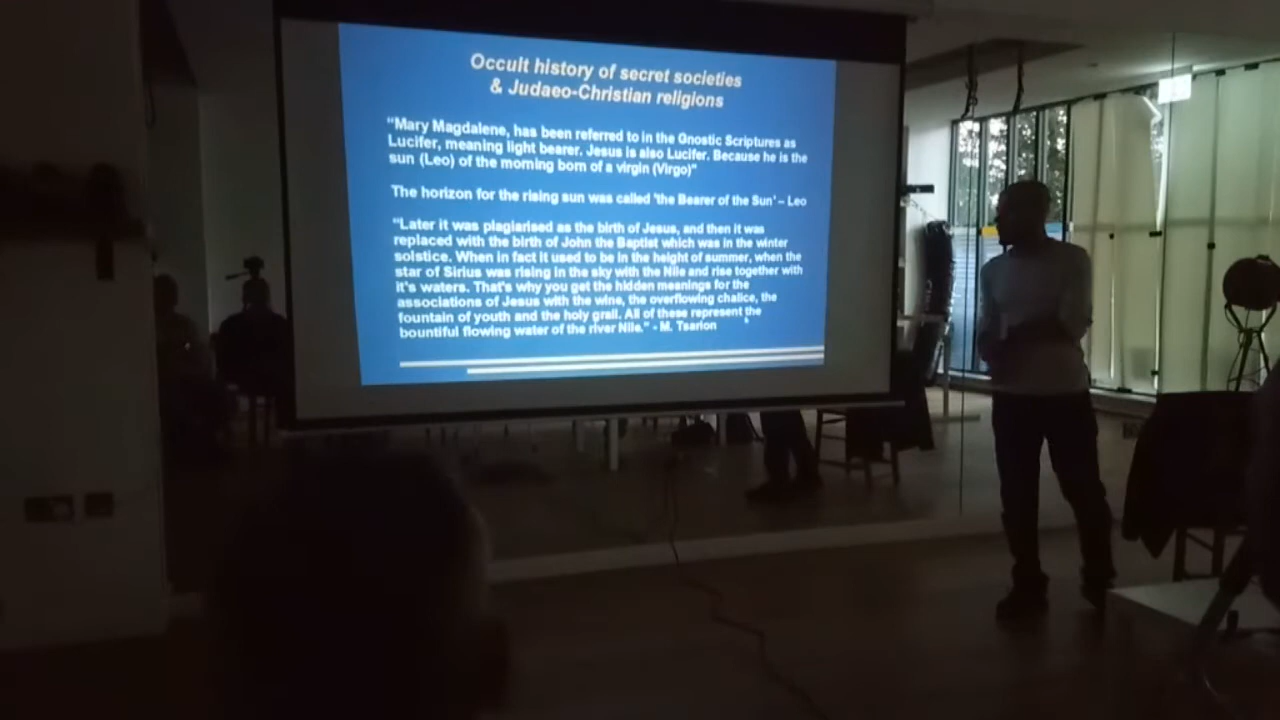 Occult history of secret societies
& Judaeo-Christian religions
"Mary Magdalene, has been referred to in the Gnostic Scriptures as
Lucifer, meaning light bearer. Jesus is also Lucifer. Because he is the
sun (Leo) of the morning born of a virgin (Virgo)"
The horizon for the rising sun was called 'the Bearer of the Sun' – Leo
"Later it was plagiarised as the birth of Jesus, and then it was
replaced with the birth of John the Baptist which was in the winter
solstice. When in fact it used to be in the height of summer, when the
star of Sirius was rising in the sky with the Nile and rise together with
it's waters. That's why you get the hidden meanings for the
associations of Jesus with the wine, the overflowing chalice, the
fountain of youth and the holy grail. All of these represent the
bountiful flowing water of the river Nile." - M. Tsarion